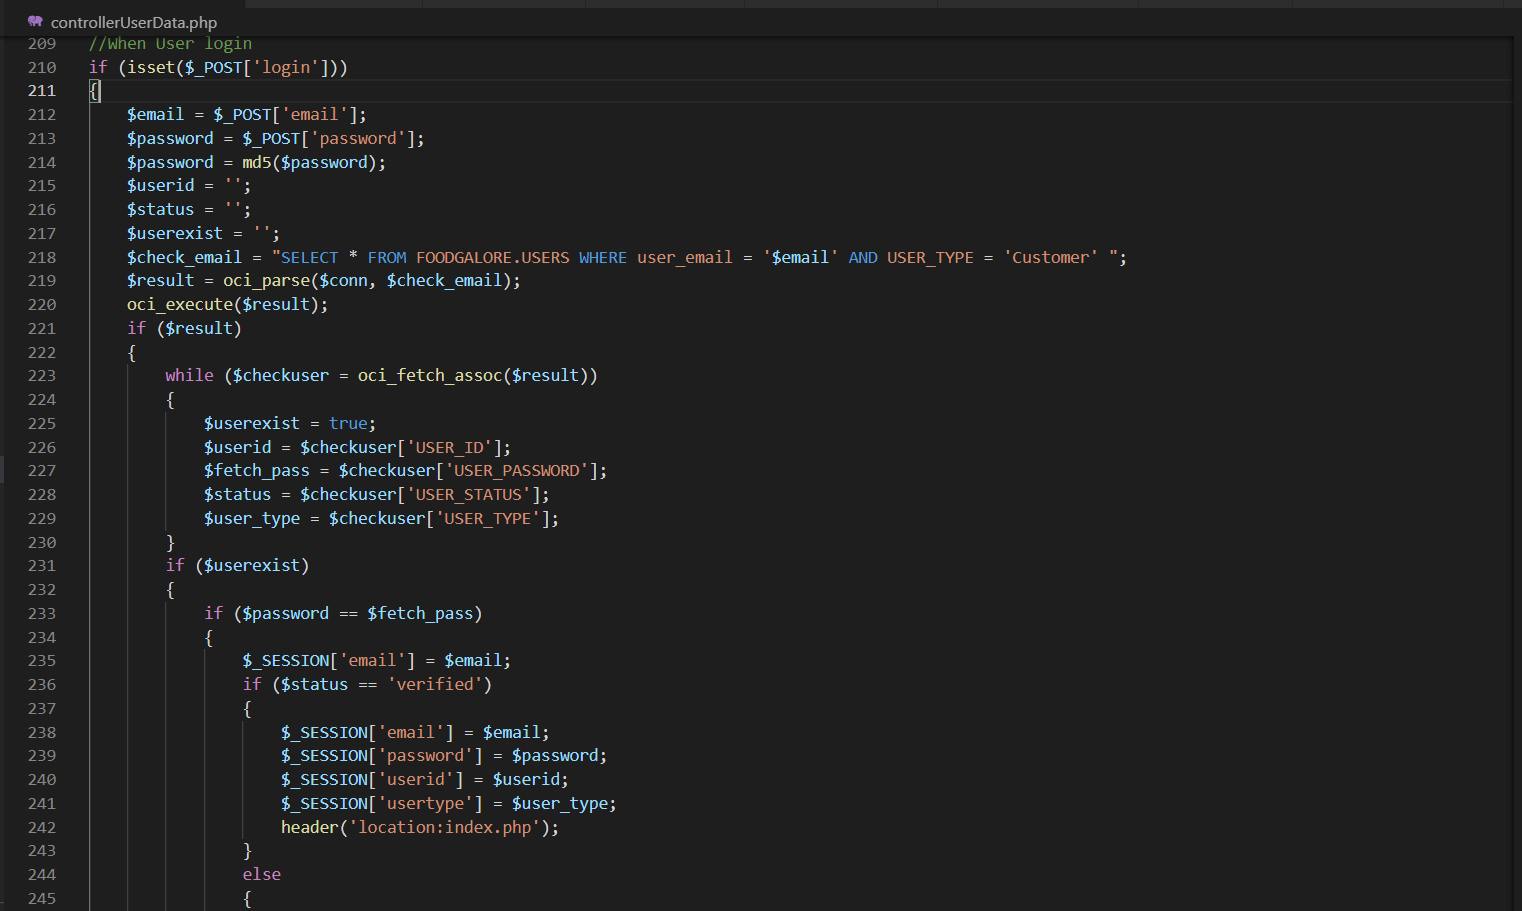 controllerUserData.php
209 //When User login
210 if (isset($_POST['login']))
211 {
212 $email = $_POST['email'];
213 $password = $_POST['password'];
214 $password = md5($password);
215 $userid = '';
216 $status = '';
217 $userexist = '';
218 $check_email = "SELECT * FROM FOODGALORE.USERS WHERE user_email = '$email' AND USER_TYPE = 'Customer' ";
219 $result = oci_parse($conn, $check_email);
220 oci_execute($result);
221 if ($result)
222 {
223 while ($checkuser = oci_fetch_assoc($result))
224 {
225 $userexist = true;
226 $userid = $checkuser['USER_ID'];
227 $fetch_pass = $checkuser['USER_PASSWORD'];
228 $status = $checkuser['USER_STATUS'];
229 $user_type = $checkuser['USER_TYPE'];
230 }
231 if ($userexist)
232 {
233 if ($password == $fetch_pass)
234 {
235 $_SESSION['email'] = $email;
236 if ($status == 'verified')
237 {
238 $_SESSION['email'] = $email;
239 $_SESSION['password'] = $password;
240 $_SESSION['userid'] = $userid;
241 $_SESSION['usertype'] = $user_type;
242 header('location:index.php');
243 }
244 else
245 {